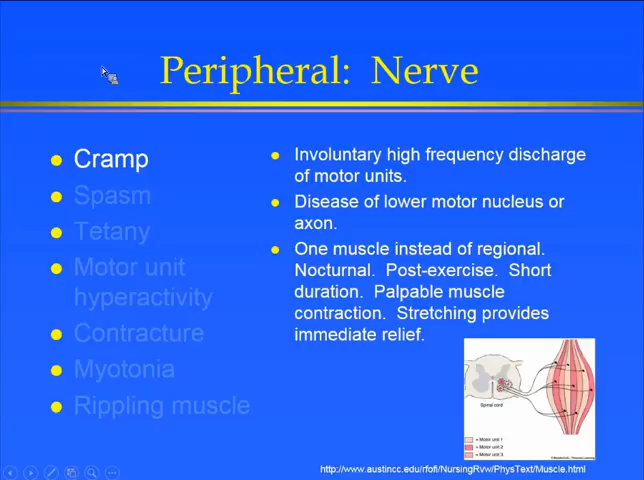 Peripheral: Nerve
Cramp
Spasm
Tetany
Motor unit
hyperactivity
Contracture
Myotonia
Rippling muscle
Involuntary high frequency discharge
of motor units.
Disease of lower motor nucleus or
axon.
One muscle instead of regional.
Nocturnal. Post-exercise. Short
duration. Palpable muscle
contraction. Stretching provides
immediate relief.
Spinal cord
= Motor unit 1
= Motor unit 2
= Motor unit 3
http://www.austincc.edu/rfofi/NursingRvw/PhysText/Muscle.html